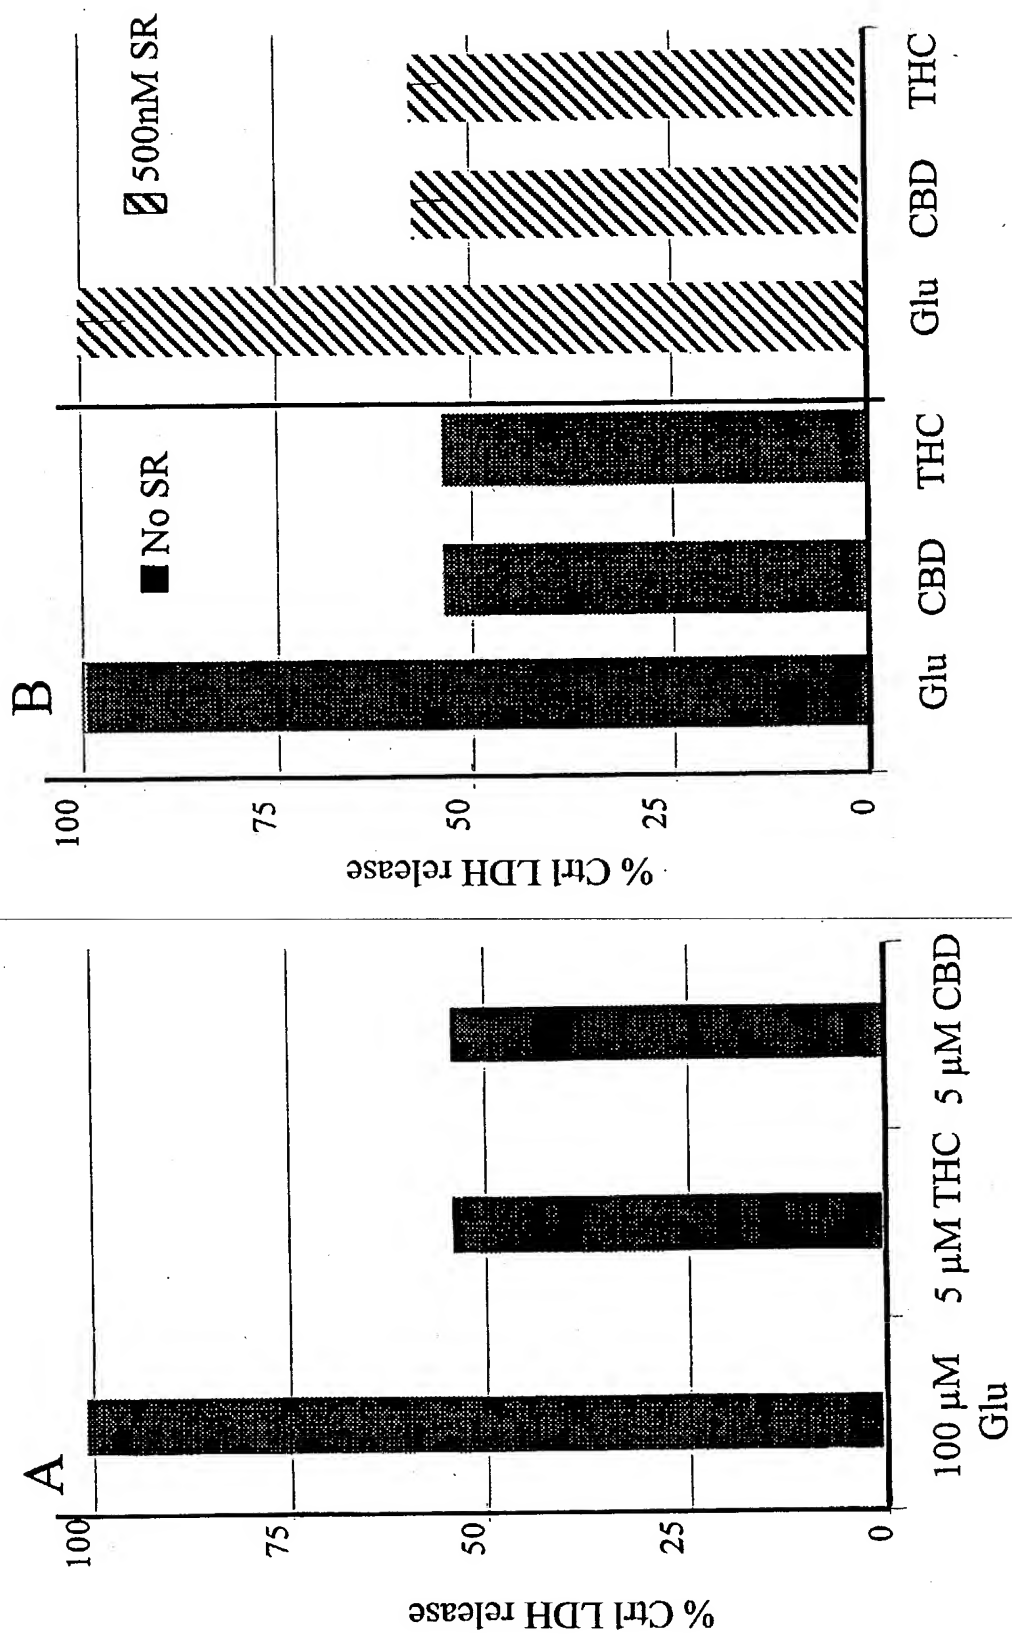 A
% Ctrl LDH release
100
75
50
25
0
100 µM
Glu
5 µM THC
5 µM CBD
B
% Ctrl LDH release
100
75
50
25
0
No SR
500nM SR
Glu
CBD
THC
Glu
CBD
THC